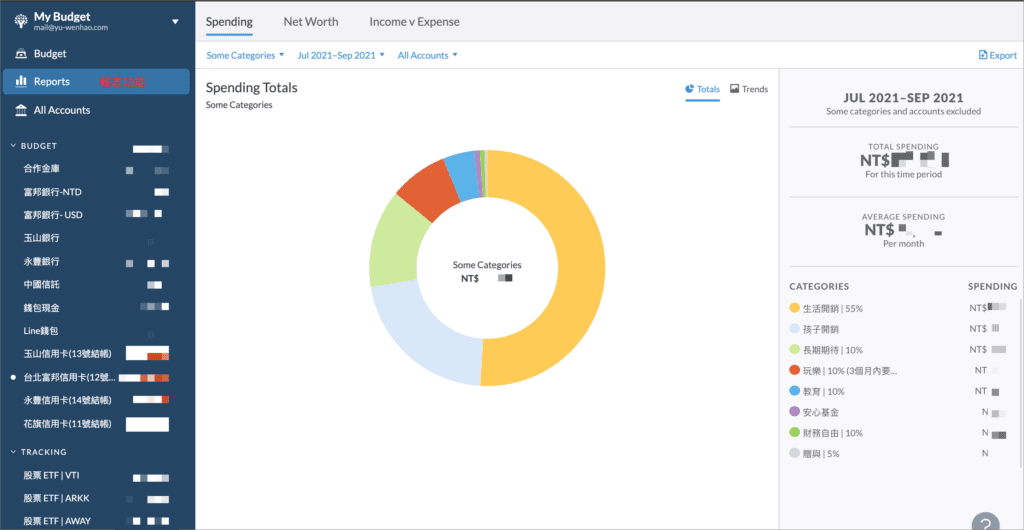 My Budget
mail@yu-wenhao.com
Budget
Reports 報表功能
All Accounts
BUDGET
合作金庫
富邦銀行-NTD
富邦銀行- USD
玉山銀行
永豐銀行
中國信託
錢包現金
Line錢包
玉山信用卡(13號結帳)
台北富邦信用卡(12號...
永豐信用卡(14號結帳)
花旗信用卡(11號結帳)
TRACKING
股票 ETF | VTI
股票 ETF | ARKK
股票 ETF | AWAY
Spending Net Worth Income v Expense
Some Categories Jul 2021–Sep 2021 All Accounts Export
Spending Totals
Some Categories
Totals Trends
Some Categories
NT$
JUL 2021–SEP 2021
Some categories and accounts excluded
TOTAL SPENDING
NT$
For this time period
AVERAGE SPENDING
NT$
Per month
CATEGORIES SPENDING
生活開銷 | 55% NT$
孩子開銷 NT$
長期期待 | 10% NT$
玩樂 | 10% (3個月內要... NT
教育 | 10% NT
安心基金 N
財務自由 | 10% N
贈與 | 5% N
?